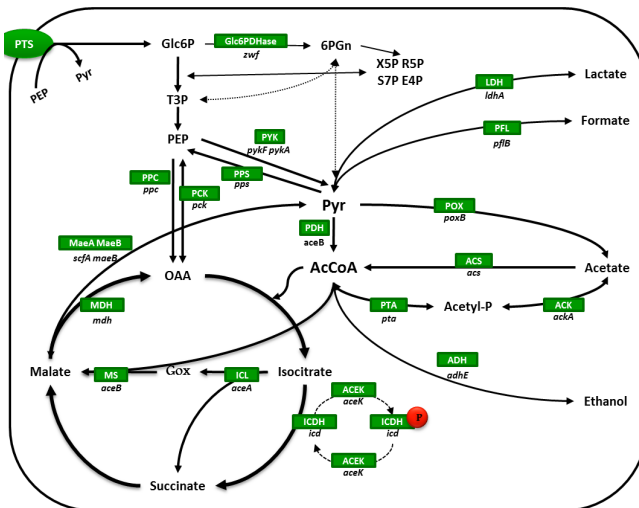 PTS
Glc6P
Glc6PDHase
zwf
6PGn
X5P R5P
S7P E4P
PEP
Pyr
T3P
LDH
ldhA
Lactate
PFL
pflB
Formate
PEP
PYK
pykF pykA
PPC
ppc
PCK
pck
PPS
pps
Pyr
POX
poxB
PDH
aceB
MaeA MaeB
scfA maeB
OAA
AcCoA
ACS
acs
Acetate
MDH
mdh
PTA
pta
Acetyl-P
ACK
ackA
Malate
MS
aceB
Gox
ICL
aceA
Isocitrate
ADH
adhE
Ethanol
ACEK
aceK
ICDH
icd
ICDH
icd
P
ACEK
aceK
Succinate